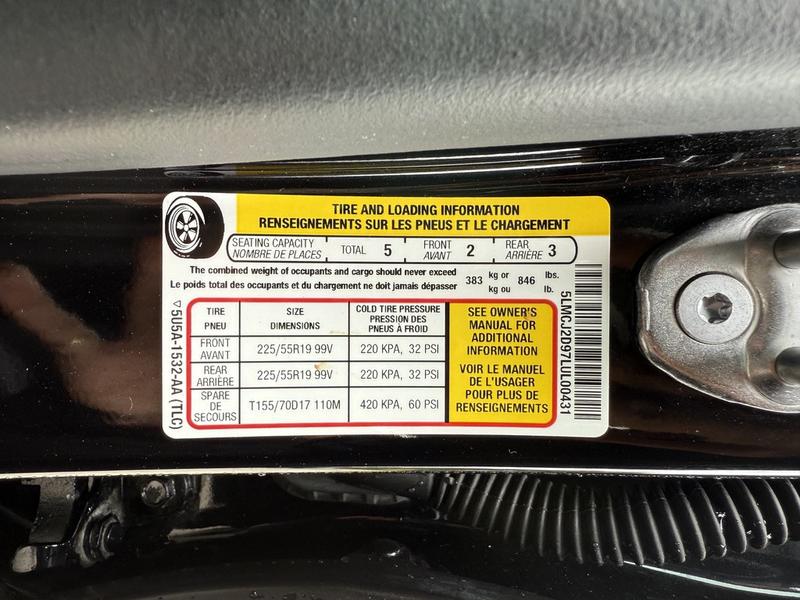 TIRE AND LOADING INFORMATION
RENSEIGNEMENTS SUR LES PNEUS ET LE CHARGEMENT
SEATING CAPACITY
NOMBRE DE PLACES
TOTAL 5
FRONT
AVANT 2
REAR
ARRIÈRE 3
The combined weight of occupants and cargo should never exceed
Le poids total des occupants et du chargement ne doit jamais dépasser
383 kg or 846 lbs.
kg ou lb.
TIRE
PNEU
SIZE
DIMENSIONS
COLD TIRE PRESSURE
PRESSION DES
PNEUS À FROID
FRONT
AVANT
225/55R19 99V
220 KPA, 32 PSI
REAR
ARRIÈRE
225/55R19 99V
220 KPA, 32 PSI
SPARE
DE
SECOURS
T155/70D17 110M
420 KPA, 60 PSI
SEE OWNER'S
MANUAL FOR
ADDITIONAL
INFORMATION
VOIR LE MANUEL
DE L'USAGER
POUR PLUS DE
RENSEIGNEMENTS
5U5A-1532-AA (TLC)
5LMCJ2D97LUL00431